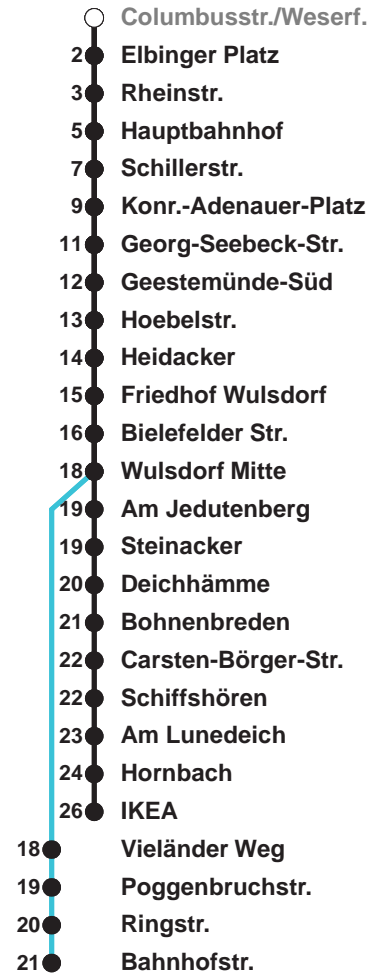 Columbusstr./Weserf.
2 Elbinger Platz
3 Rheinstr.
5 Hauptbahnhof
7 Schillerstr.
9 Konr.-Adenauer-Platz
11 Georg-Seebeck-Str.
12 Geestemünde-Süd
13 Hoebelstr.
14 Heidacker
15 Friedhof Wulsdorf
16 Bielefelder Str.
18 Wulsdorf Mitte
19 Am Jedutenberg
19 Steinacker
20 Deichhämme
21 Bohnenbreden
22 Carsten-Börger-Str.
22 Schiffshören
23 Am Lunedeich
24 Hornbach
26 IKEA
18 Vieländer Weg
19 Poggenbruchstr.
20 Ringstr.
21 Bahnhofstr.